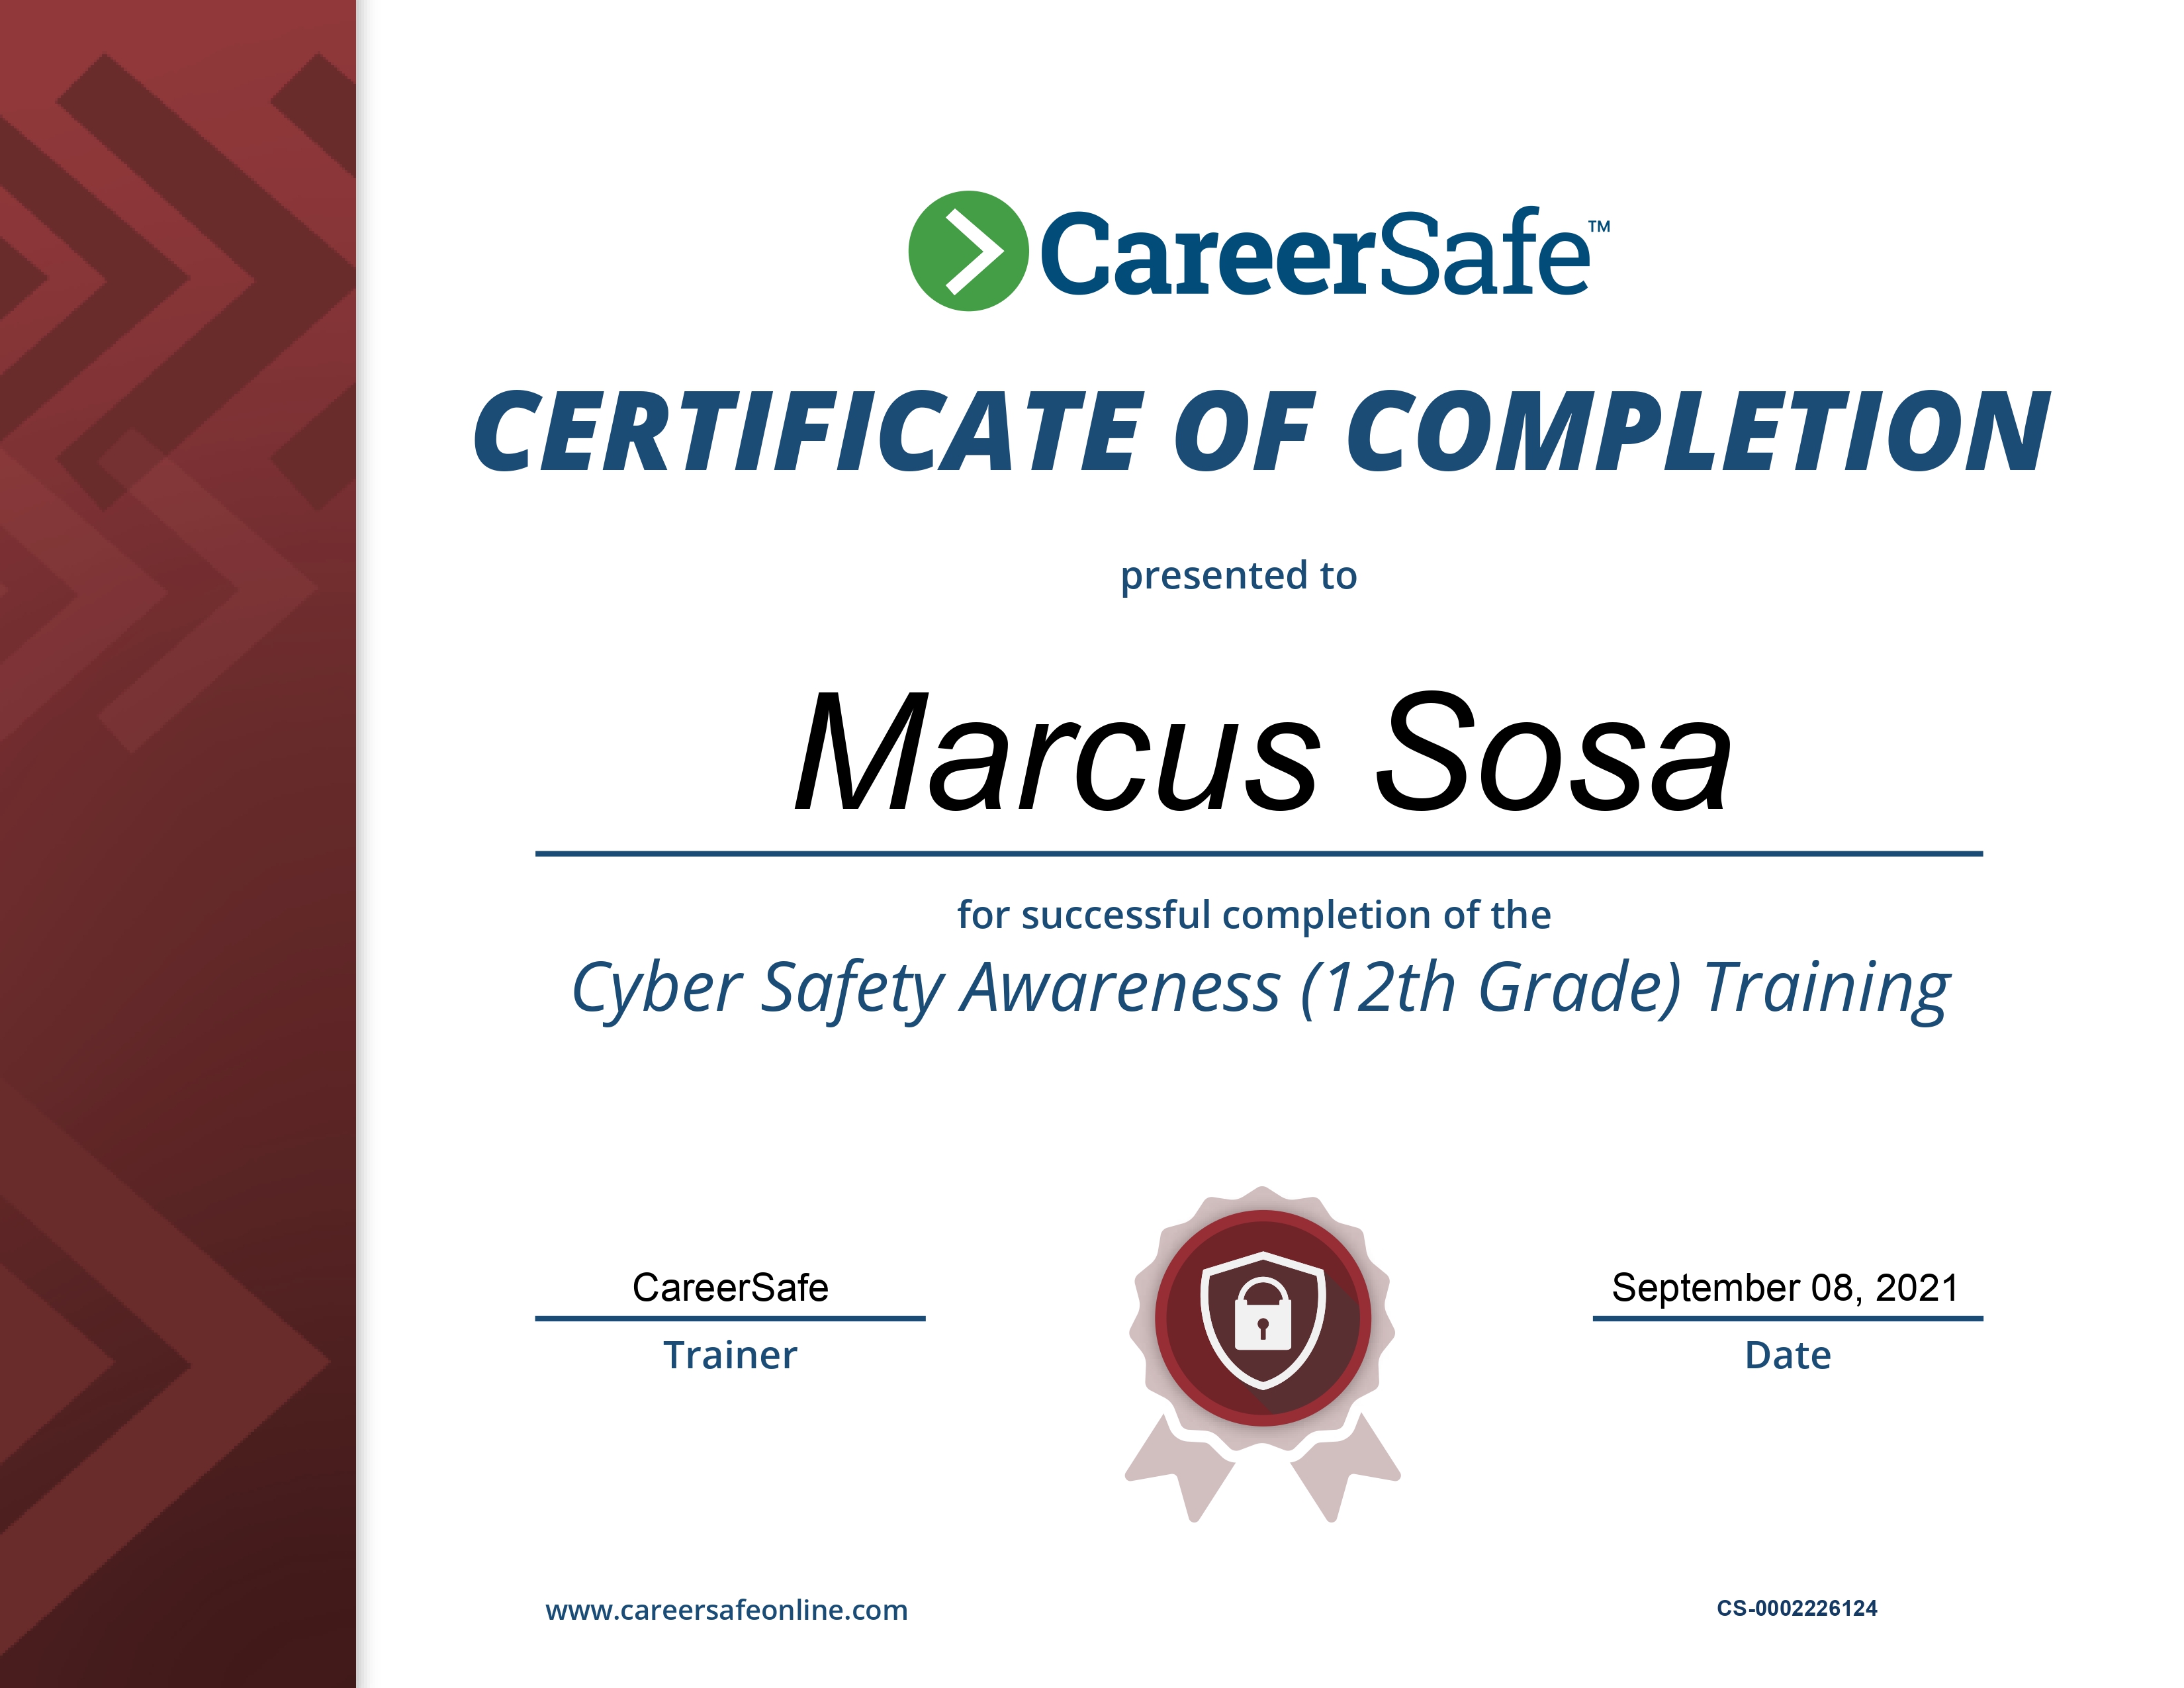 CareerSafe™
CERTIFICATE OF COMPLETION
presented to
Marcus Sosa
for successful completion of the
Cyber Safety Awareness (12th Grade) Training
CareerSafe
Trainer
September 08, 2021
Date
www.careersafeonline.com
CS-0002226124